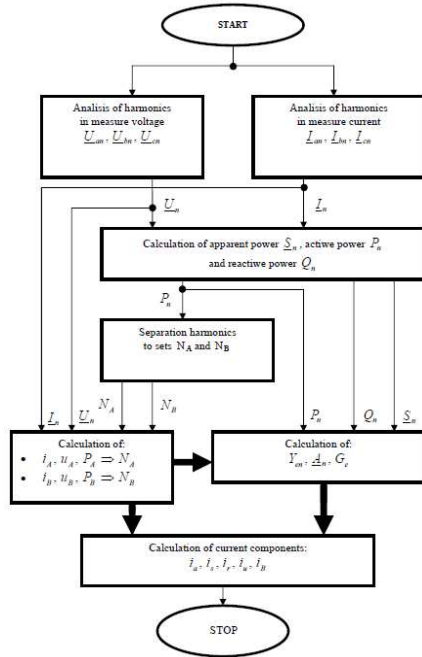 START
Analisis of harmonics
in measure voltage
U_an, U_bn, U_cn
Analisis of harmonics
in measure current
I_an, I_bn, I_cn
U_n
I_n
Calculation of apparent power S_n, active power P_n
and reactive power Q_n
P_n
Separation harmonics
to sets N_A and N_B
N_A
N_B
I_n
U_n
P_n
Q_n
S_n
Calculation of:
• i_A, u_A, P_A ⇒ N_A
• i_B, u_B, P_B ⇒ N_B
Calculation of:
Y_en, A_n, G_e
Calculation of current components:
i_a, i_s, i_r, i_u, i_B
STOP